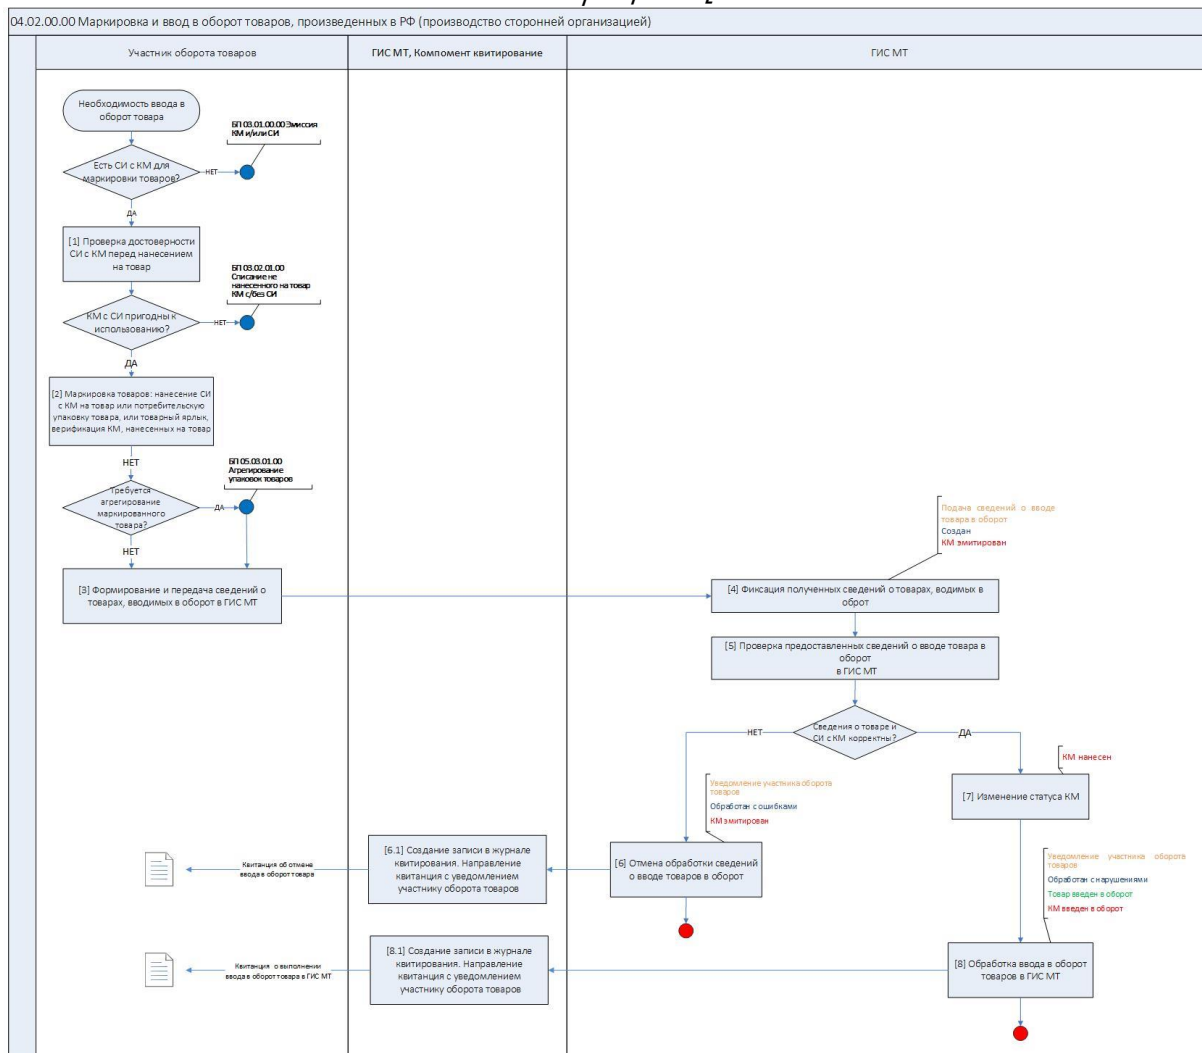 04.02.00.00 Маркировка и ввод в оборот товаров, произведенных в РФ (производство сторонней организацией)
Участник оборота товаров
ГИС МТ, Компомент квитирование
ГИС МТ
Необходимость ввода в
оборот товара
БП 03.01.00.00 Эмиссия
КМ и/или СИ
Есть СИ с КМ для
маркировки товаров?
НЕТ
ДА
[1] Проверка достоверности
СИ с КМ перед нанесением
на товар
БП 03.02.01.00
Списание не
нанесенного на товар
КМ с/без СИ
КМ с СИ пригодны к
использованию?
НЕТ
ДА
[2] Маркировка товаров: нанесение СИ
с КМ на товар или потребительскую
упаковку товара, или товарный ярлык,
верификация КМ, нанесенных на товар
НЕТ
БП 05.03.01.00
Агрегирование
упаковок товаров
Требуется
агрегирование
маркированного
товара?
ДА
НЕТ
[3] Формирование и передача сведений о
товарах, вводимых в оборот в ГИС МТ
Подача сведений о вводе
товара в оборот
Создан
КМ эмитирован
[4] Фиксация полученных сведений о товарах, водимых в
оброт
[5] Проверка предоставленных сведений о вводе товара в
оборот
в ГИС МТ
Сведения о товаре и
СИ с КМ корректны?
НЕТ
ДА
КМ нанесен
[7] Изменение статуса КМ
Уведомление участника оборота
товаров
Обработан с ошибками
КМ эмитирован
[6] Отмена обработки сведений
о вводе товаров в оборот
[6.1] Создание записи в журнале
квитирования. Направление
квитанция с уведомлением
участнику оборота товаров
Квитанция об отмене
ввода в оборот товара
Уведомление участника оборота
товаров
Обработан с нарушениями
Товар введен в оборот
КМ введен в оборот
[8] Обработка ввода в оборот
товаров в ГИС МТ
[8.1] Создание записи в журнале
квитирования. Направление
квитанция с уведомлением
участнику оборота товаров
Квитанция о выполнении
ввода в оборот товара в ГИС МТ